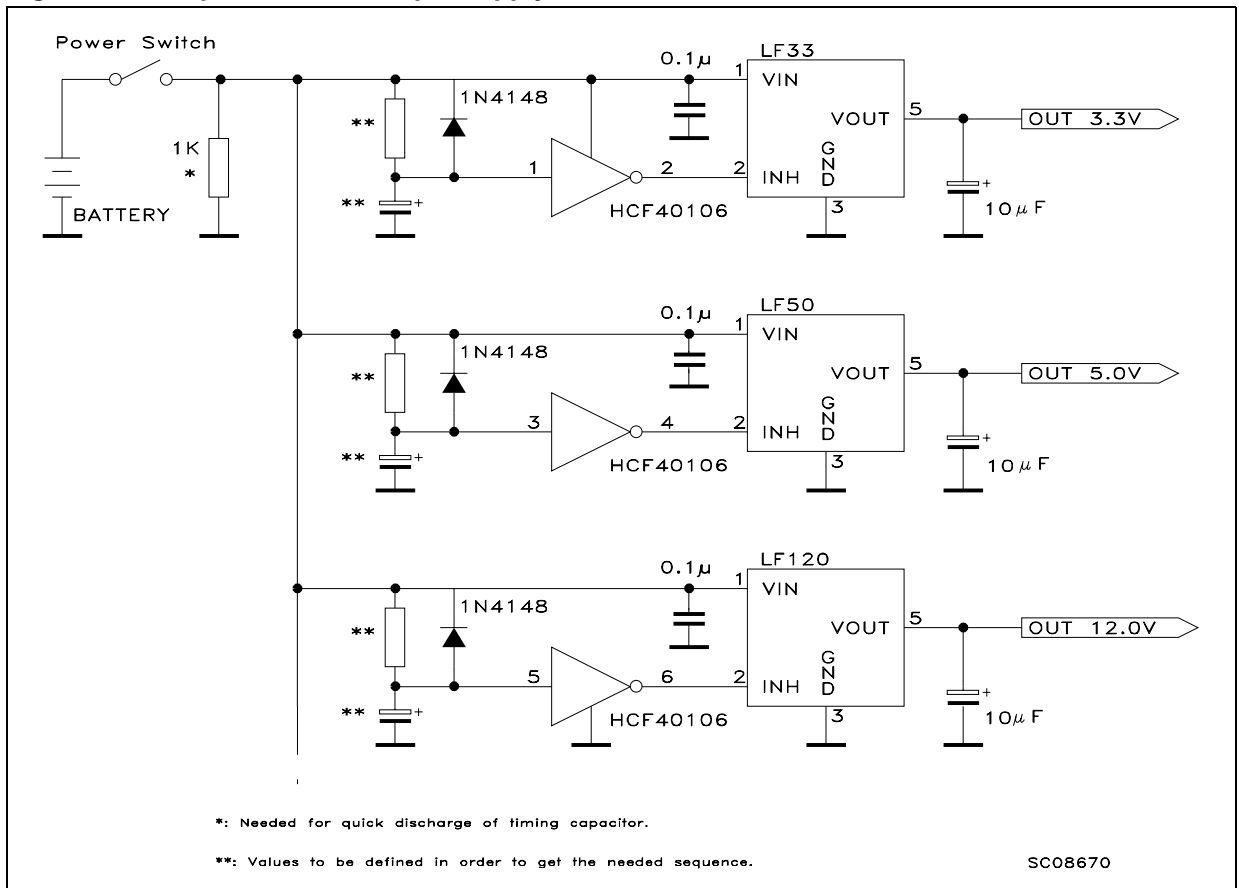 Power Switch
1K
*
BATTERY
**
**
1N4148
0.1µ
1
2
HCF40106
LF33
1
VIN
2
INH
VOUT
GND
3
5
OUT 3.3V
+
+
10µF
**
**
1N4148
0.1µ
3
4
HCF40106
LF50
1
VIN
2
INH
VOUT
GND
3
5
OUT 5.0V
+
+
10µF
**
**
1N4148
0.1µ
5
6
HCF40106
LF120
1
VIN
2
INH
VOUT
GND
3
5
OUT 12.0V
+
+
10µF
*: Needed for quick discharge of timing capacitor.
**: Values to be defined in order to get the needed sequence.
SC08670